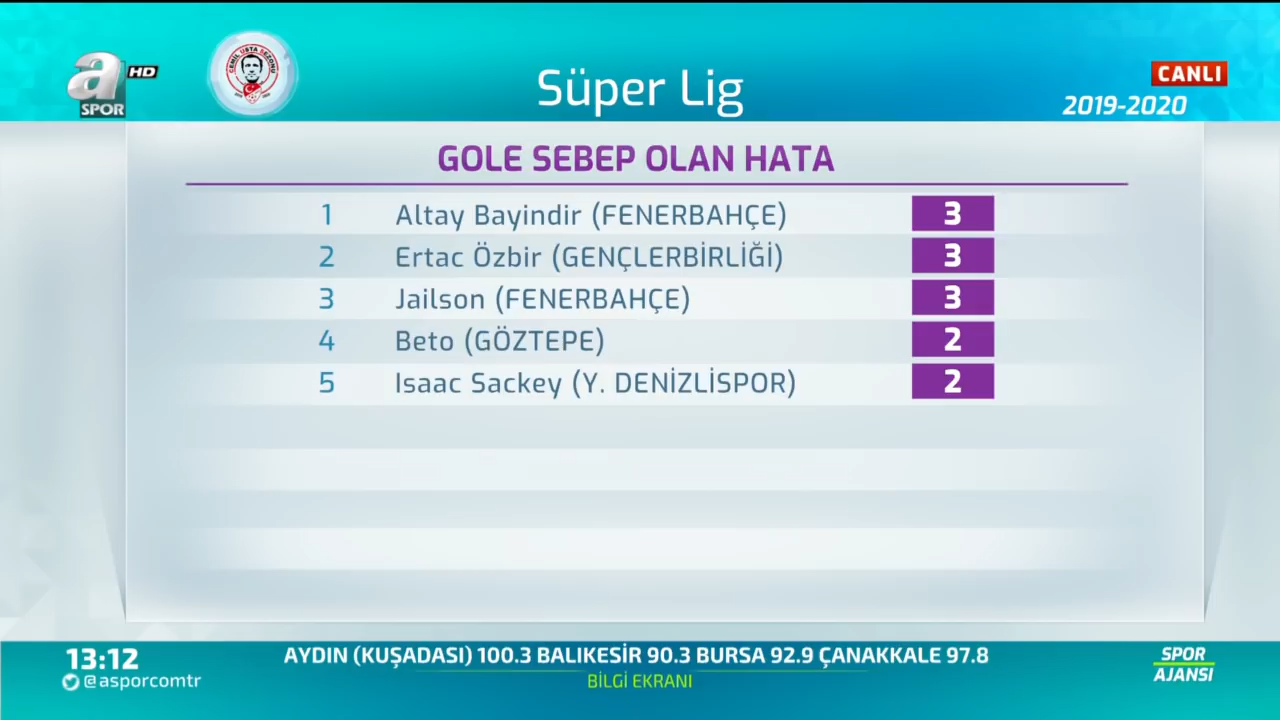 a HD
SPOR
CEMİL USTA SEZONU
Süper Lig
CANLI
2019-2020
GOLE SEBEP OLAN HATA
1 Altay Bayindir (FENERBAHÇE) 3
2 Ertac Özbir (GENÇLERBİRLİĞİ) 3
3 Jailson (FENERBAHÇE) 3
4 Beto (GÖZTEPE) 2
5 Isaac Sackey (Y. DENİZLİSPOR) 2
13:12
@asporcomtr
AYDIN (KUŞADASI) 100.3 BALIKESİR 90.3 BURSA 92.9 ÇANAKKALE 97.8
BİLGİ EKRANI
SPOR
AJANSI